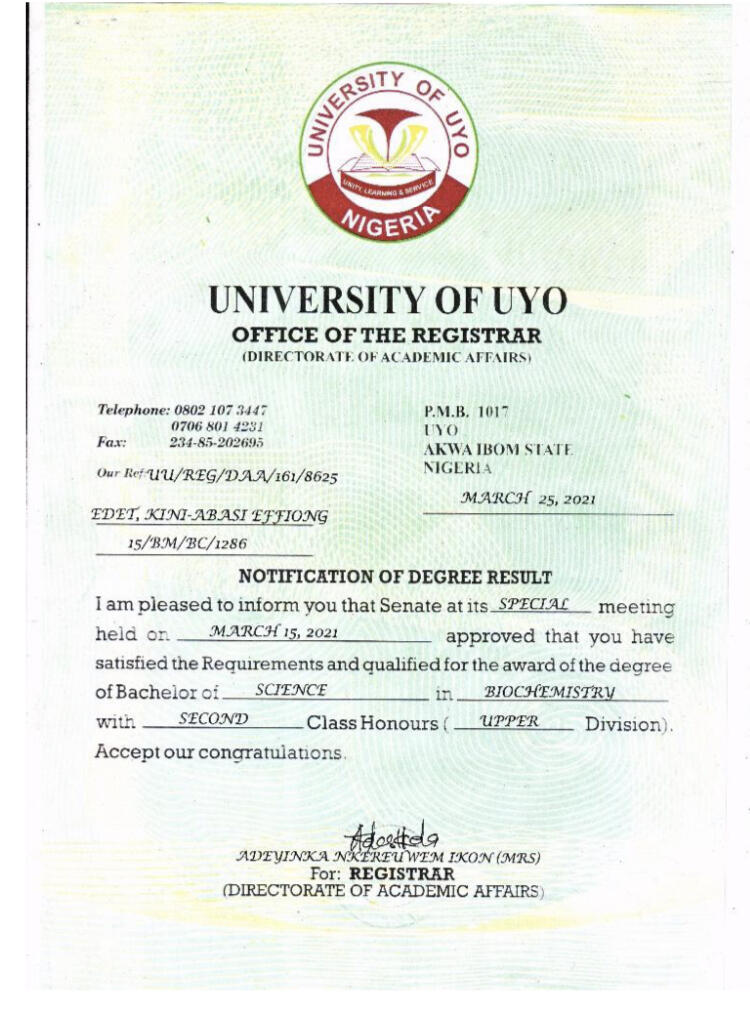 UNIVERSITY OF UYO
UNITY, LEARNING & SERVICE
NIGERIA
UNIVERSITY OF UYO
OFFICE OF THE REGISTRAR
(DIRECTORATE OF ACADEMIC AFFAIRS)
Telephone: 0802 107 3447
0706 801 4231
Fax: 234-85-202695
Our Ref: UU/REG/DAA/161/8625
P.M.B. 1017
UYO
AKWA IBOM STATE
NIGERIA
MARCH 25, 2021
EDET, KINI-ABASI EFFIONG
15/BM/BC/1286
NOTIFICATION OF DEGREE RESULT
I am pleased to inform you that Senate at its SPECIAL meeting
held on MARCH 15, 2021 approved that you have
satisfied the Requirements and qualified for the award of the degree
of Bachelor of SCIENCE in BIOCHEMISTRY
with SECOND Class Honours ( UPPER Division).
Accept our congratulations.
ADEYINKA NKEREUWEM IKON (MRS)
For: REGISTRAR
(DIRECTORATE OF ACADEMIC AFFAIRS)